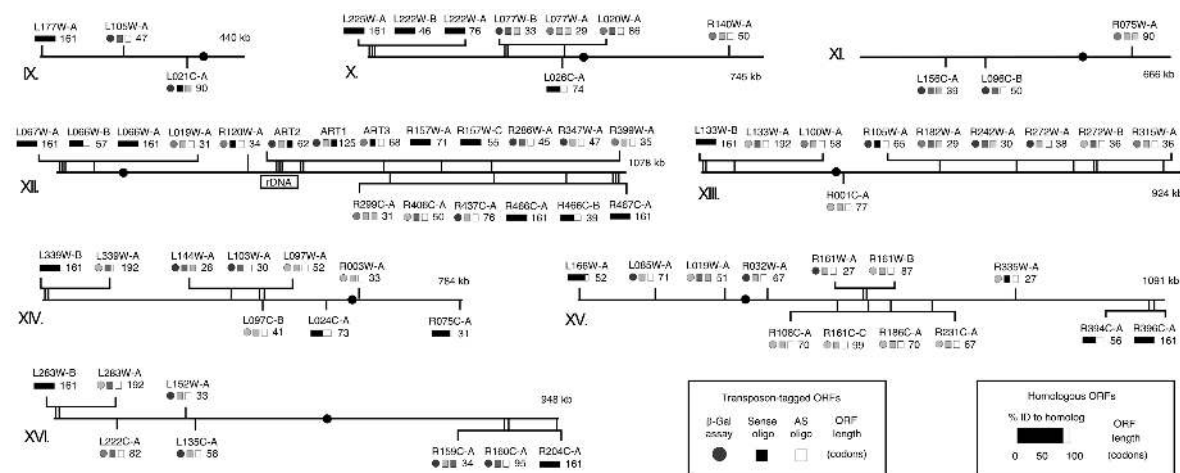 L177W-A L105W-A
161 47
440 kb
IX.
L021C-A
90
L225W-A L222W-B L222W-A L077W-B L077W-A L020W-A R140W-A
161 46 76 33 29 86 50
X.
745 kb
L026C-A
74
R075W-A
90
XI.
L156C-A L096C-B
39 50
666 kb
L067W-A L066W-B L066W-A L019W-A R120W-A ART2 ART1 ART3 R157W-A R157W-C R286W-A R347W-A R399W-A
161 57 161 31 34 62 125 68 71 55 45 47 35
1078 kb
XII.
rDNA
R299C-A R406C-A R437C-A R466C-A R466C-B R467C-A
31 50 76 161 39 161
L133W-B L133W-A L100W-A R105W-A R182W-A R242W-A R272W-A R272W-B R315W-A
161 192 58 65 29 30 38 36 36
XIII.
924 kb
R001C-A
77
L339W-B L339W-A L144W-A L103W-A L097W-A R003W-A
161 192 26 30 52 33
784 kb
XIV.
L097C-B L024C-A R075C-A
41 73 31
L166W-A L065W-A L019W-A R032W-A R161W-A R161W-B R335W-A
52 71 51 67 27 87 27
1091 kb
XV.
R108C-A R161C-C R186C-A R231C-A R394C-A R396C-A
70 99 70 67 56 161
L283W-B L283W-A L152W-A
161 192 33
948 kb
XVI.
L222C-A L135C-A R159C-A R160C-A R204C-A
82 58 34 95 161
Transposon-tagged ORFs
β-Gal assay Sense oligo AS oligo ORF length
(codons)
Homologous ORFs
% ID to homolog
ORF length
0 50 100 (codons)